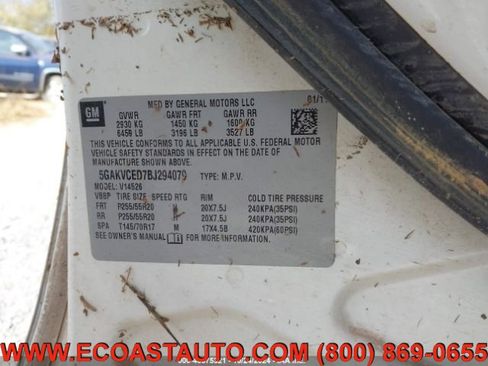 GM
MFD BY GENERAL MOTORS LLC
01/1
GVWR GAWR FRT GAWR RR
2930 KG 1450 KG 1600 KG
6459 LB 3196 LB 3527 LB
THIS VEHICLE CONFORMS TO ALL APPLICABLE U.S. FEDERAL MOTOR
VEHICLE SAFETY STANDARDS IN EFFECT ON THE DATE OF
MANUFACTURE SHOWN ABOVE.
5GAKVCED7BJ294079 TYPE: M.P.V.
MODEL: V14526
VBBP TIRE SIZE SPEED RTG RIM COLD TIRE PRESSURE
FRT P255/55R20 H 20X7.5J 240KPA(35PSI)
RR P255/55R20 H 20X7.5J 240KPA(35PSI)
SPA T145/70R17 M 17X4.5B 420KPA(60PSI)
SEE OWNER'S MANUAL FOR MORE INFORMATION.
WWW.ECOASTAUTO.COM (800) 869-0655